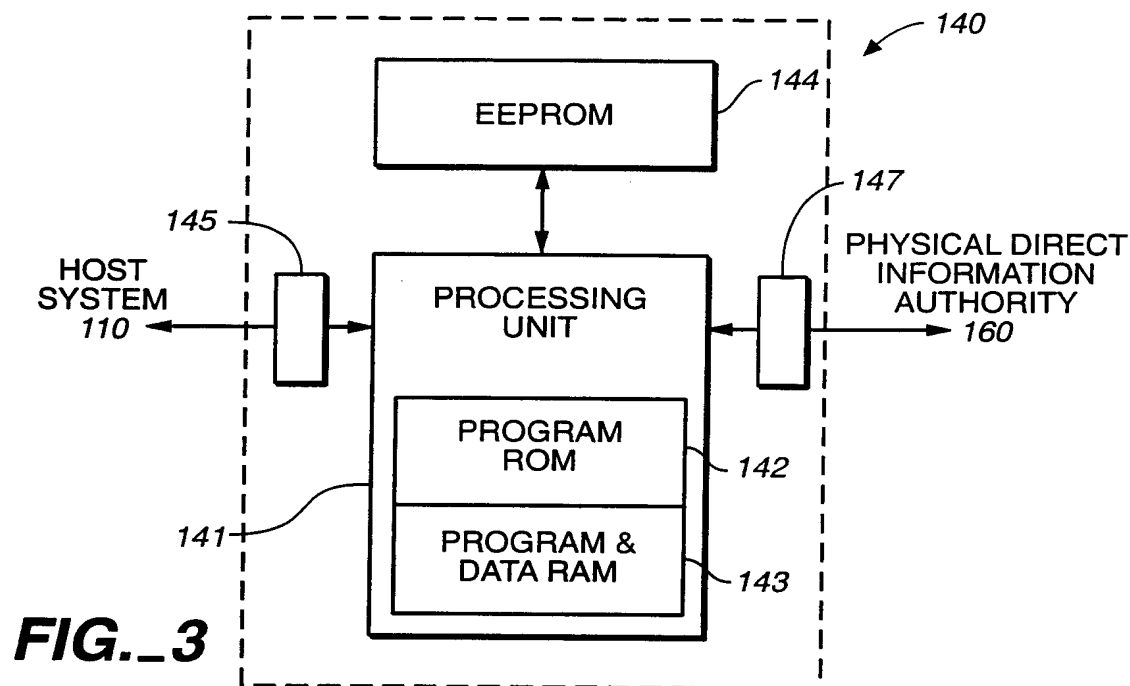 140
EEPROM
144
147
145
HOST
SYSTEM
110
PROCESSING
UNIT
PHYSICAL DIRECT
INFORMATION
AUTHORITY
160
PROGRAM
ROM
142
141
PROGRAM &
DATA RAM
143
FIG._3